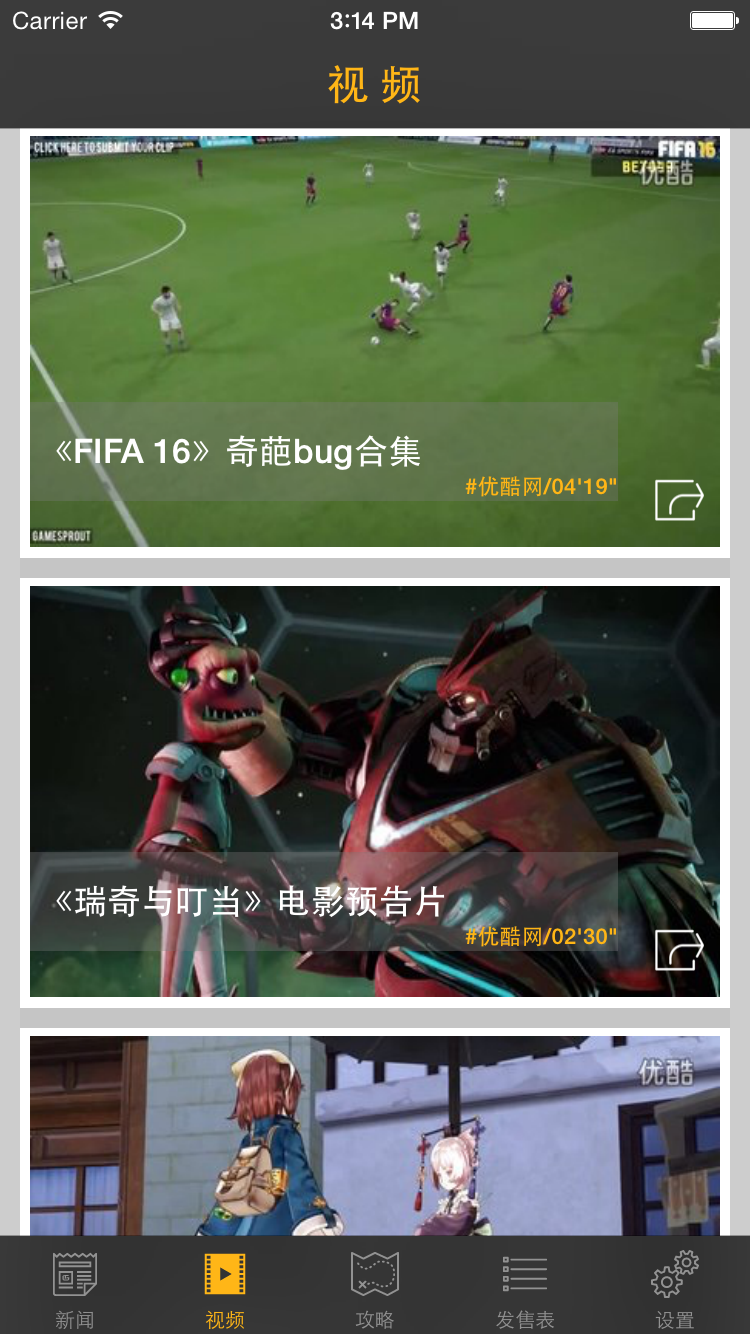 Carrier
3:14 PM
视 频
CLICK HERE TO SUBMIT YOUR CLIP
FIFA 16
优酷
《FIFA 16》奇葩bug合集
#优酷网/04'19"
GAMESPROUT
《瑞奇与叮当》电影预告片
#优酷网/02'30"
优酷
新闻
视频
攻略
发售表
设置